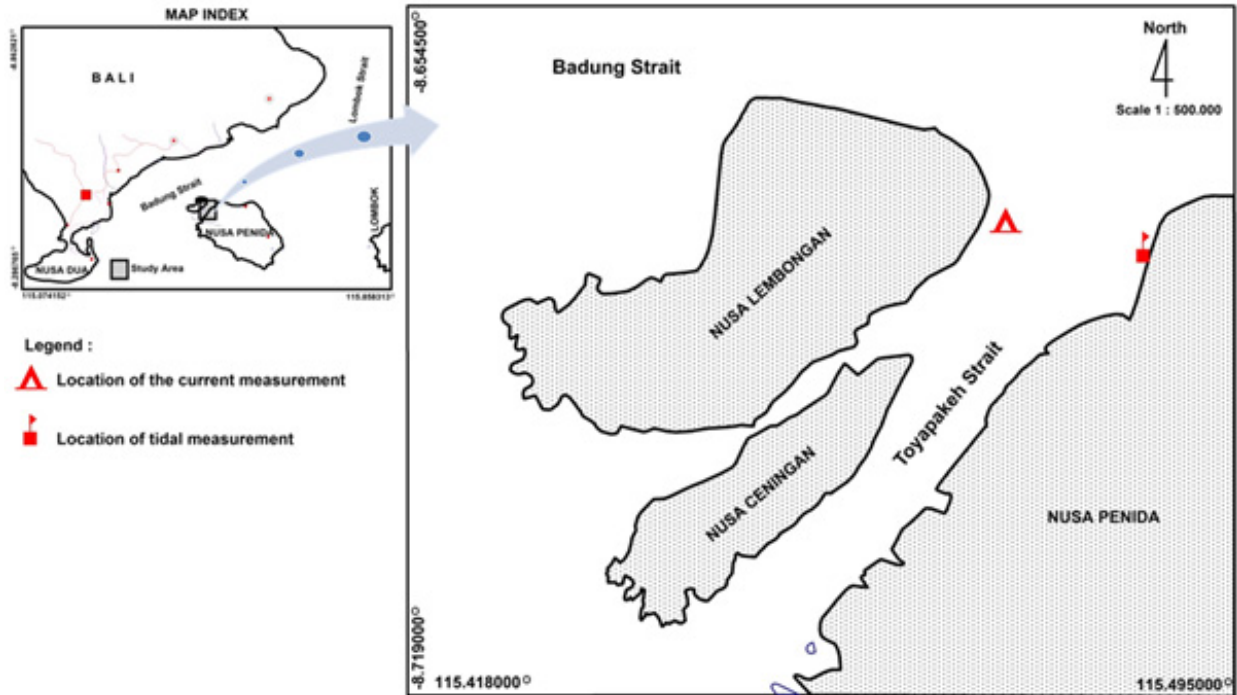 MAP INDEX
BALI
Lombok Strait
Badung Strait
LOMBOK
NUSA PENIDA
NUSA DUA
Study Area
115.074152°
115.858313°
Legend :
Location of the current measurement
Location of tidal measurement
-8.654500°
Badung Strait
North
Scale 1 : 500.000
NUSA LEMBONGAN
Toyapakeh Strait
NUSA CENINGAN
NUSA PENIDA
-8.719000°
115.418000°
115.495000°